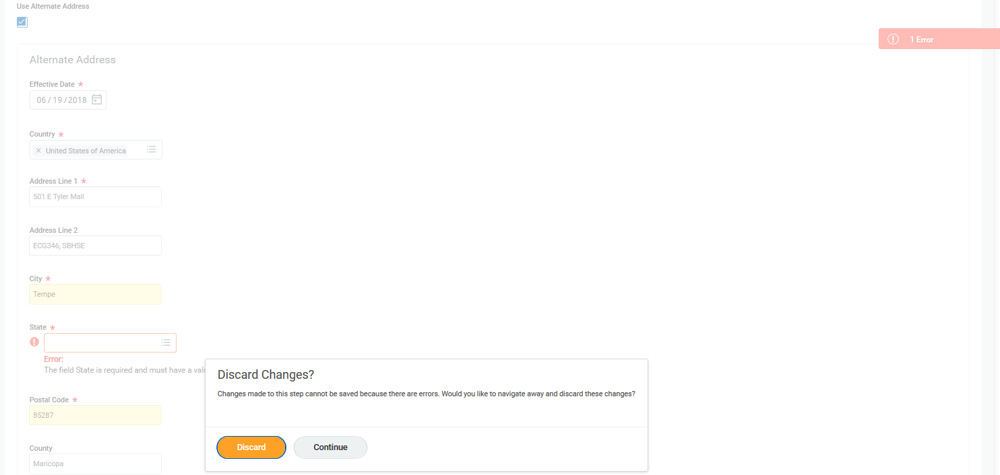 Use Alternate Address
1 Error
Alternate Address
Effective Date *
06 / 19 / 2018
Country *
× United States of America
Address Line 1 *
501 E Tyler Mall
Address Line 2
ECG346, SBHSE
City *
Tempe
State *
Error:
The field State is required and must have a
Discard Changes?
Changes made to this step cannot be saved because there are errors. Would you like to navigate away and discard these changes?
Postal Code *
85287
Discard Continue
County
Maricopa